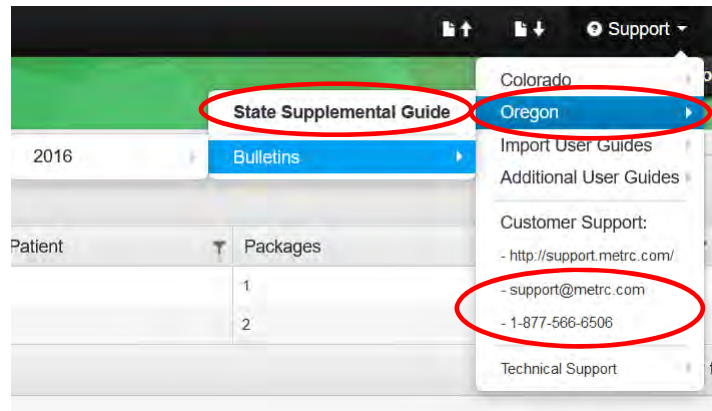 Support
Colorado
State Supplemental Guide
Oregon
2016
Bulletins
Import User Guides
Additional User Guides
Customer Support:
Patient
Packages
- http://support.metrc.com/
1
- support@metrc.com
2
- 1-877-566-6506
Technical Support